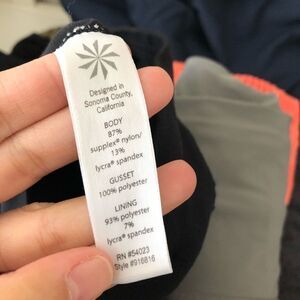 Designed in
Sonoma County,
California
BODY
87%
supplex® nylon/
13%
lycra® spandex
GUSSET
100% polyester
LINING
93% polyester
7%
lycra® spandex
RN #54023
Style #916816